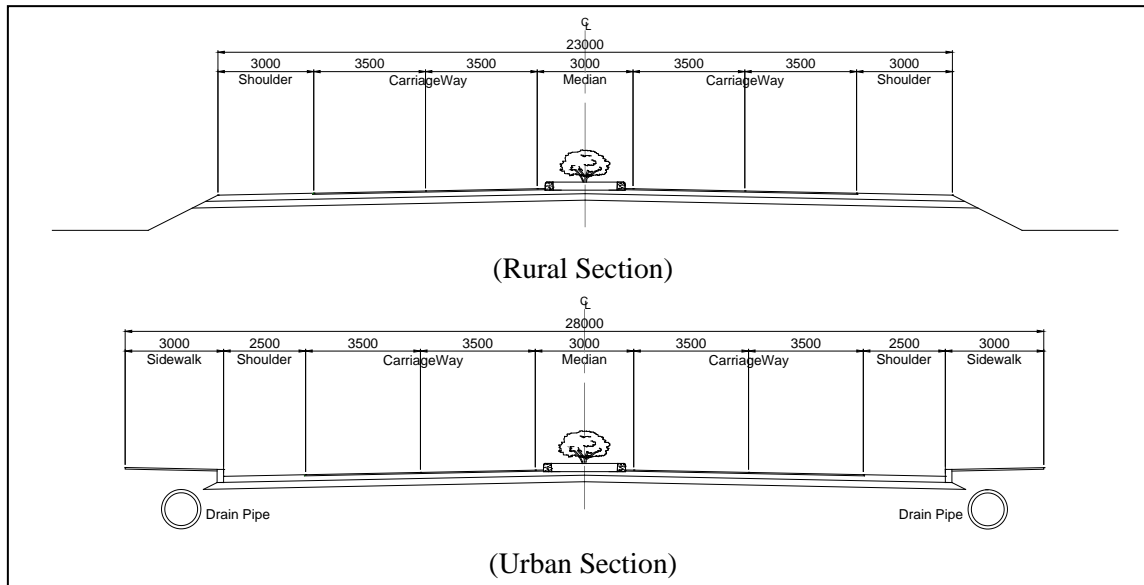 ℄
23000
3000 3500 3500 3000 3500 3500 3000
Shoulder CarriageWay Median CarriageWay Shoulder
(Rural Section)
℄
28000
3000 2500 3500 3500 3000 3500 3500 2500 3000
Sidewalk Shoulder CarriageWay Median CarriageWay Shoulder Sidewalk
Drain Pipe Drain Pipe
(Urban Section)